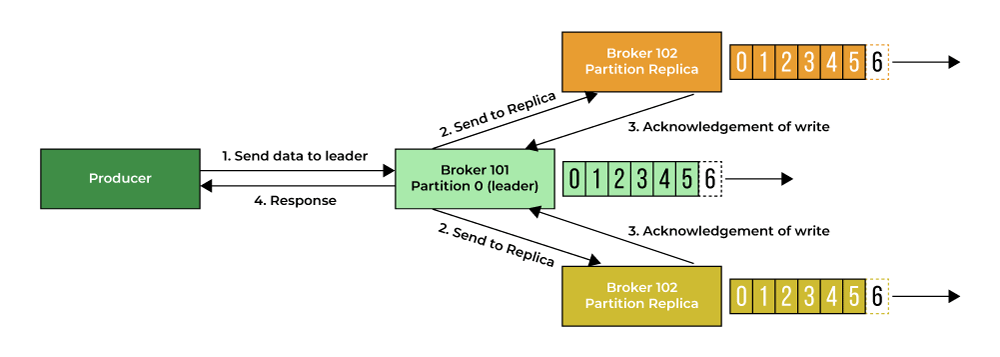 Broker 102
Partition Replica
0 1 2 3 4 5 6
2. Send to Replica
3. Acknowledgement of write
Producer
1. Send data to leader
4. Response
Broker 101
Partition 0 (leader)
0 1 2 3 4 5 6
2. Send to Replica
3. Acknowledgement of write
Broker 102
Partition Replica
0 1 2 3 4 5 6